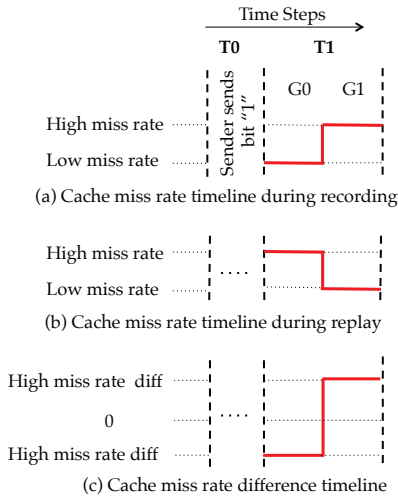 Time Steps
T0 T1
Sender sends
bit “1”
G0 G1
High miss rate
Low miss rate
(a) Cache miss rate timeline during recording
High miss rate
Low miss rate
....
(b) Cache miss rate timeline during replay
High miss rate diff
....
0
High miss rate diff
(c) Cache miss rate difference timeline